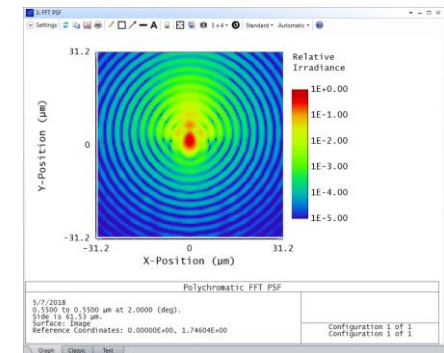 3: FFT PSF
Settings
3 x 4
Standard
Automatic
31.2
0
-31.2
Y-Position (µm)
-31.2
0
31.2
X-Position (µm)
Relative
Irradiance
1E+0.00
1E-1.00
1E-2.00
1E-3.00
1E-4.00
1E-5.00
Polychromatic FFT PSF
5/7/2018
0.5500 to 0.5500 µm at 2.0000 (deg).
Side is 61.53 µm.
Surface: Image
Reference Coordinates: 0.00000E+00, 1.74604E+00
Configuration 1 of 1
Configuration 1 of 1
Graph
Classic
Text